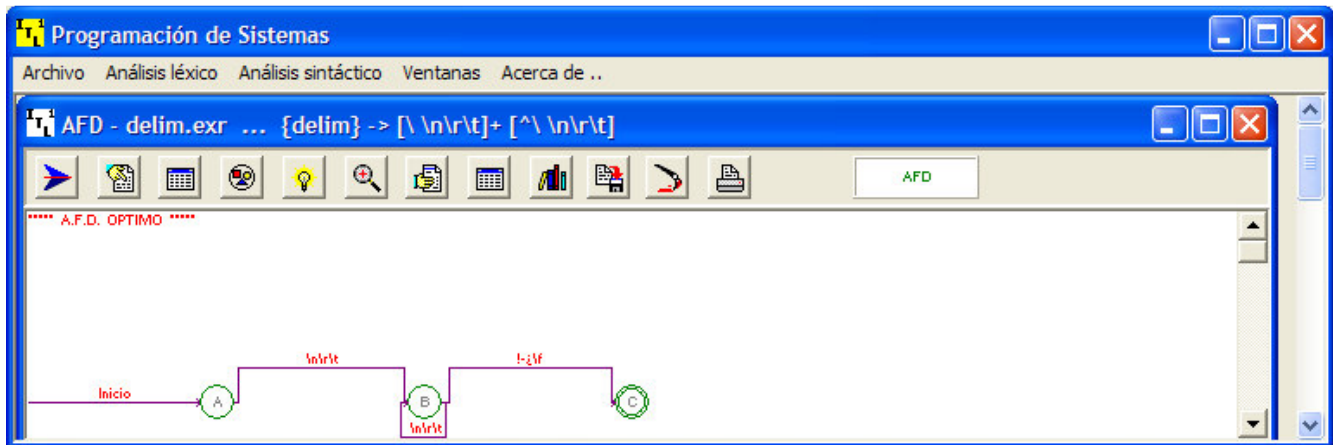 Programación de Sistemas
Archivo Análisis léxico Análisis sintáctico Ventanas Acerca de ..
AFD - delim.exr ... {delim} -> [\ \n\r\t]+ [^\ \n\r\t]
AFD
***** A.F.D. OPTIMO *****
\n\r\t !-¿\f
Inicio A B C
\n\r\t